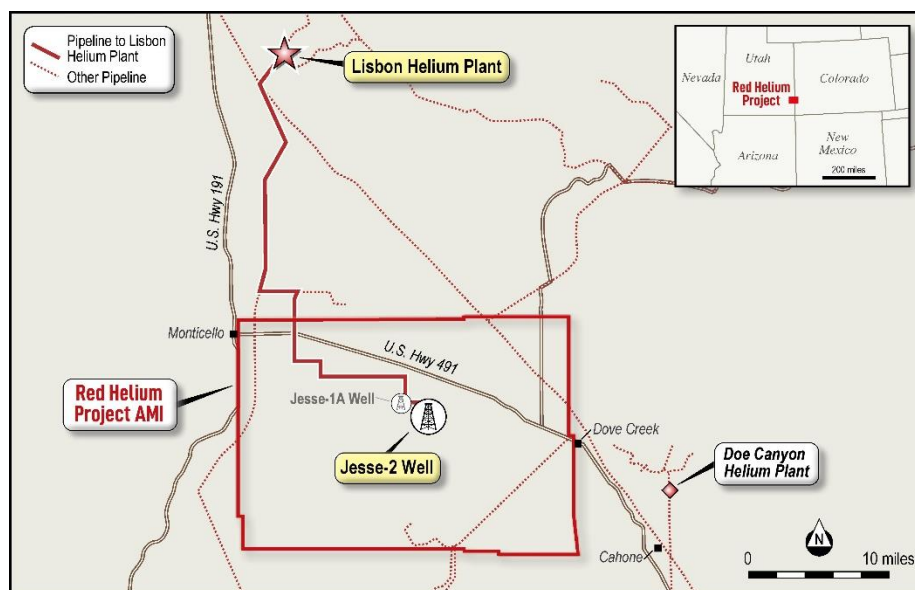 Pipeline to Lisbon
Helium Plant
Other Pipeline
Lisbon Helium Plant
Nevada
Utah
Colorado
Red Helium
Project
Arizona
New
Mexico
200 miles
U.S. Hwy 191
Monticello
U.S. Hwy 491
Red Helium
Project AMI
Jesse-1A Well
Jesse-2 Well
Dove Creek
Doe Canyon
Helium Plant
Cahone
N
0 10 miles